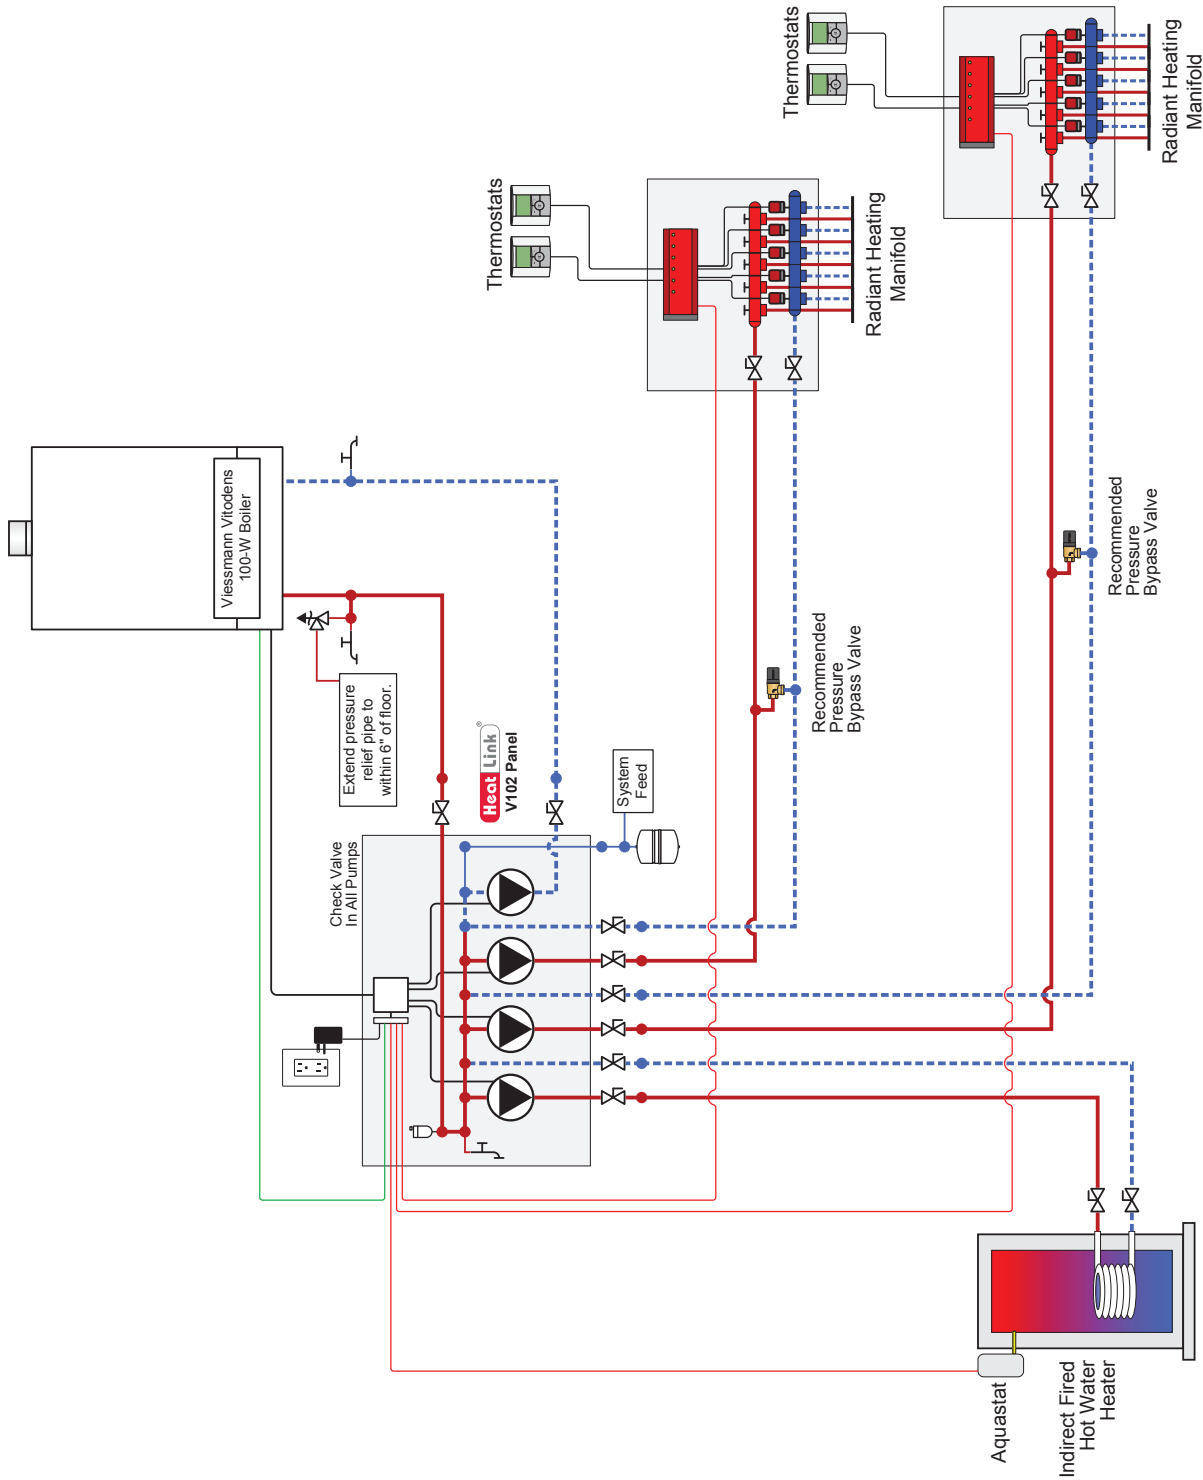 Viessmann Vitodens
100-W Boiler
Extend pressure
relief pipe to
within 6" of floor.
Heat Link®
V102 Panel
Check Valve
In All Pumps
System
Feed
Thermostats
Radiant Heating
Manifold
Recommended
Pressure
Bypass Valve
Thermostats
Radiant Heating
Manifold
Recommended
Pressure
Bypass Valve
Aquastat
Indirect Fired
Hot Water
Heater